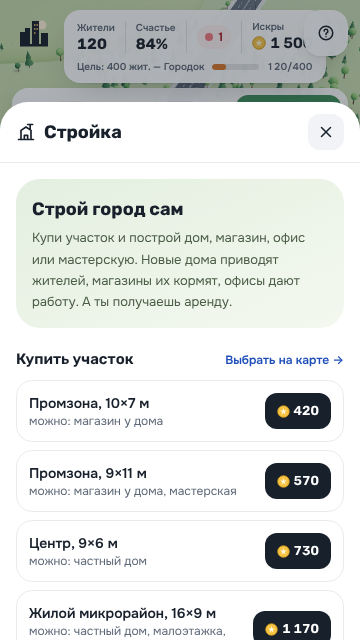 Жители
120
Счастье
84%
1
Искры
1 50
Цель: 400 жит. — Городок
120/400
Стройка
Строй город сам
Купи участок и построй дом, магазин, офис
или мастерскую. Новые дома приводят
жителей, магазины их кормят, офисы дают
работу. А ты получаешь аренду.
Купить участок
Выбрать на карте →
Промзона, 10×7 м
можно: магазин у дома
420
Промзона, 9×11 м
можно: магазин у дома, мастерская
570
Центр, 9×6 м
можно: частный дом
730
Жилой микрорайон, 16×9 м
можно: частный дом, малоэтажка,
1 170